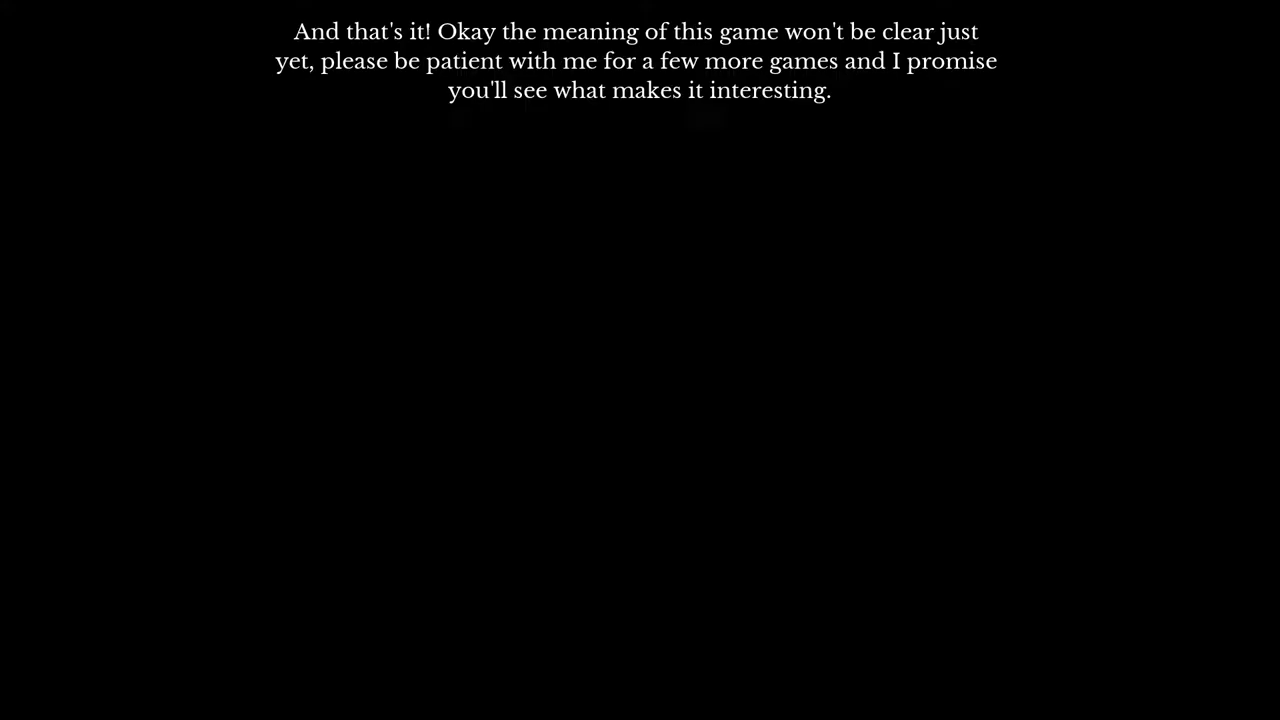 And that's it! Okay the meaning of this game won't be clear just
yet, please be patient with me for a few more games and I promise
you'll see what makes it interesting.